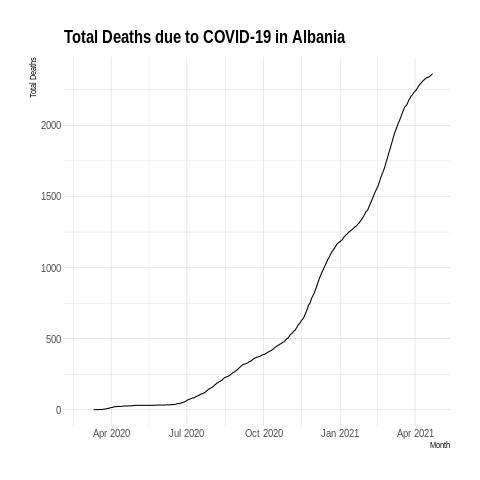 Total Deaths due to COVID-19 in Albania
Total Deaths
2000
1500
1000
500
0
Apr 2020 Jul 2020 Oct 2020 Jan 2021 Apr 2021
Month